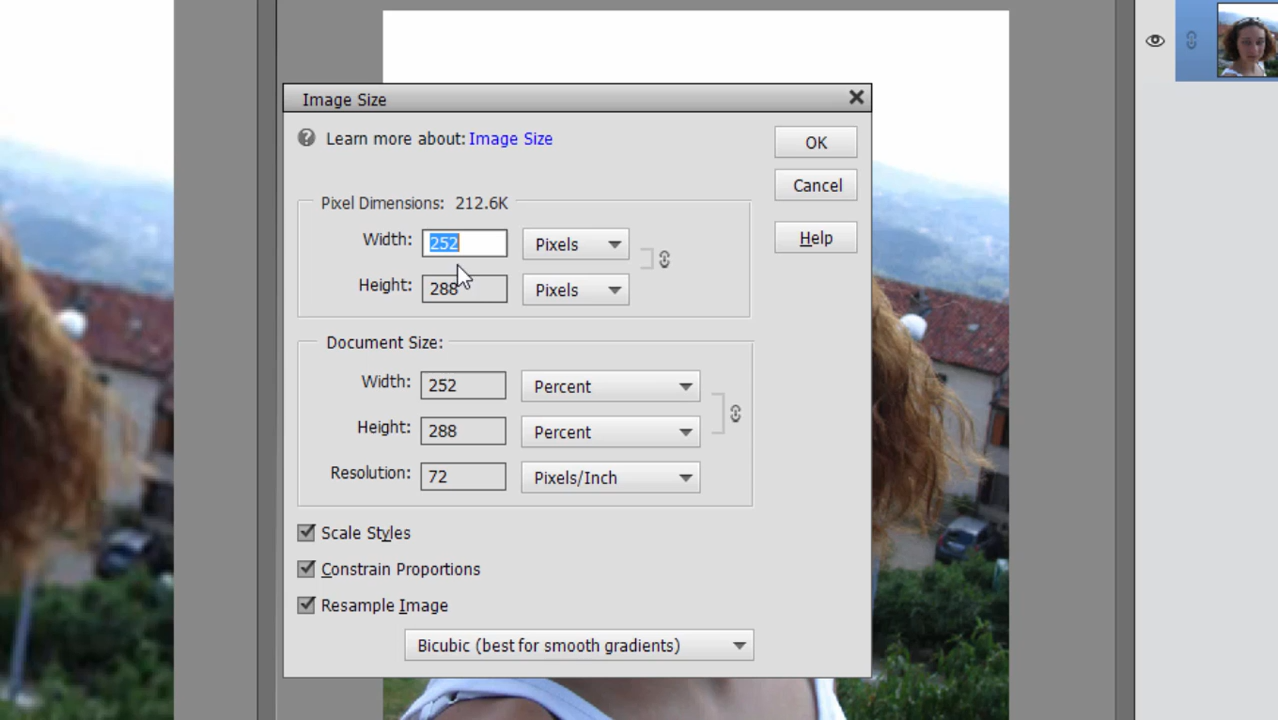 Image Size
Learn more about: Image Size
OK
Cancel
Help
Pixel Dimensions: 212.6K
Width: 252 Pixels
Height: 288 Pixels
Document Size:
Width: 252 Percent
Height: 288 Percent
Resolution: 72 Pixels/Inch
Scale Styles
Constrain Proportions
Resample Image
Bicubic (best for smooth gradients)